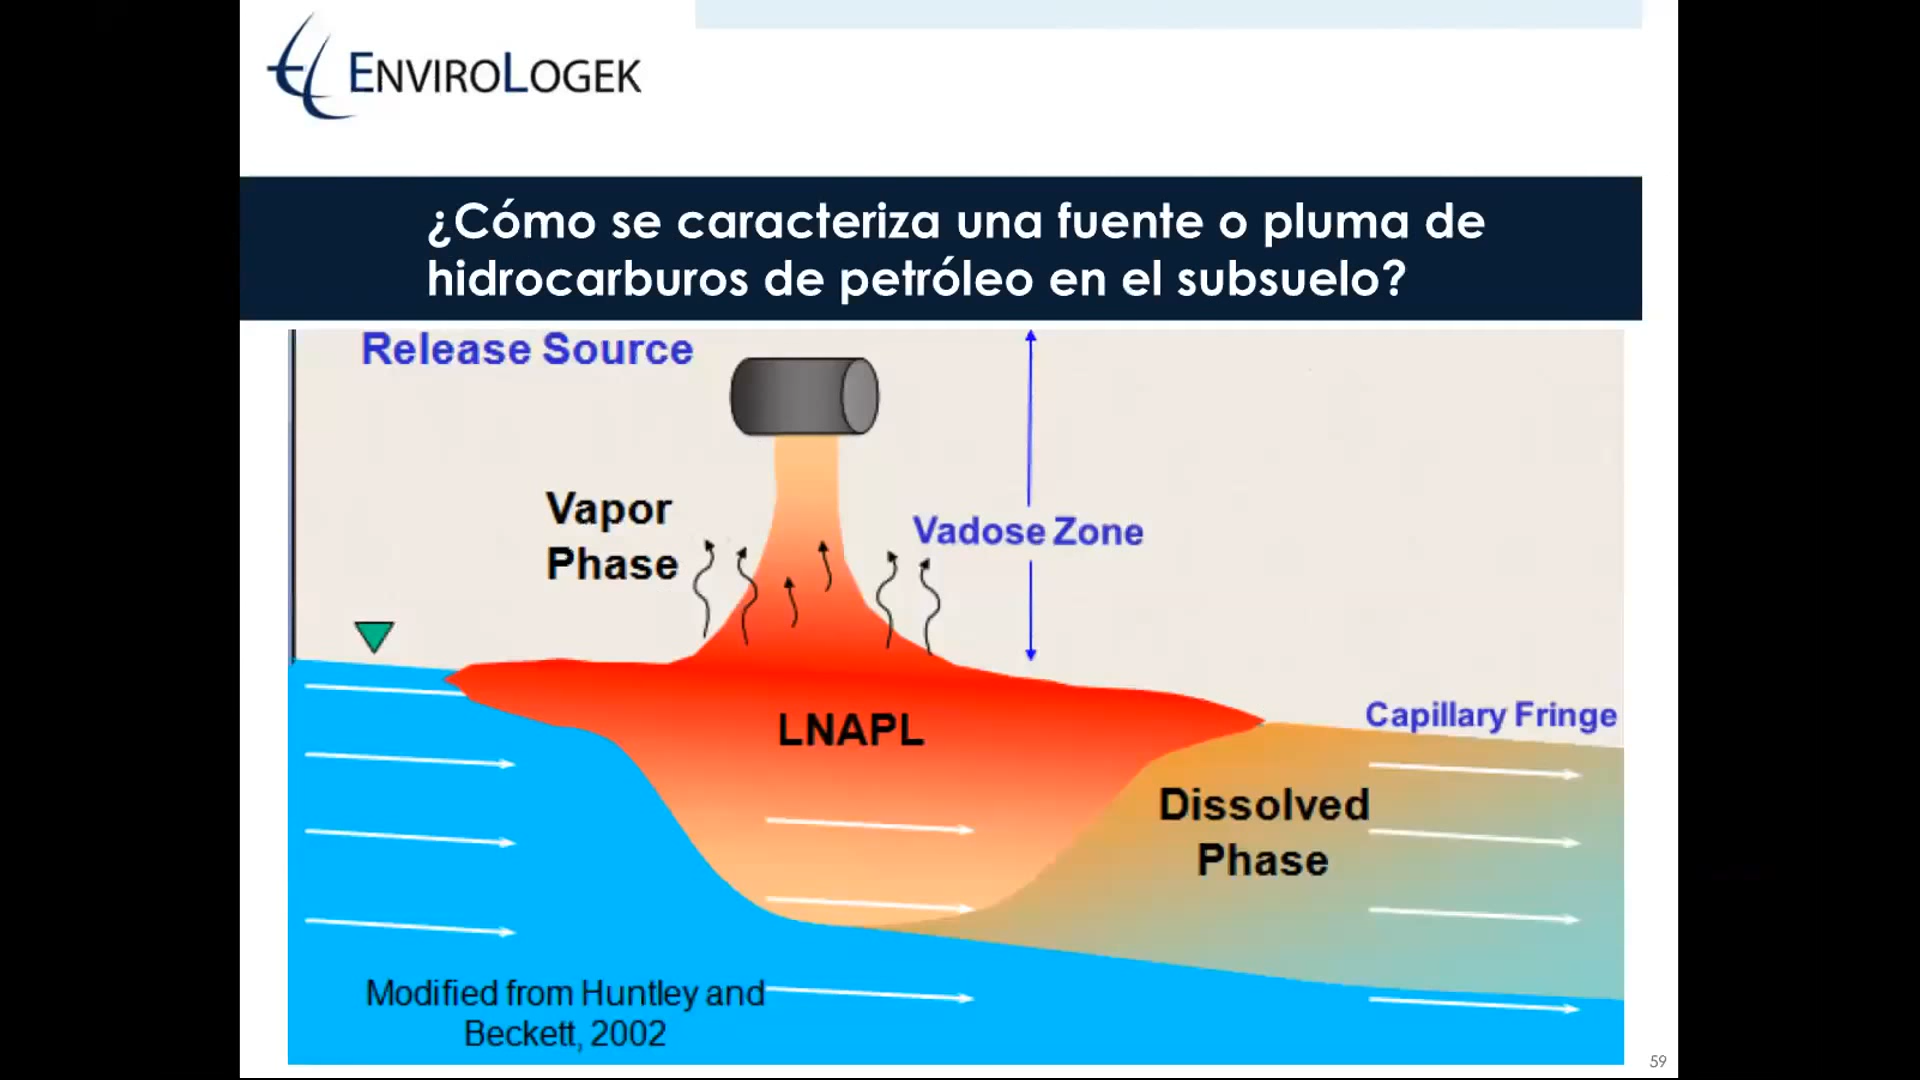 ENVIROLOGEK
¿Cómo se caracteriza una fuente o pluma de
hidrocarburos de petróleo en el subsuelo?
Release Source
Vapor
Phase
Vadose Zone
LNAPL
Capillary Fringe
Dissolved
Phase
Modified from Huntley and
Beckett, 2002
59